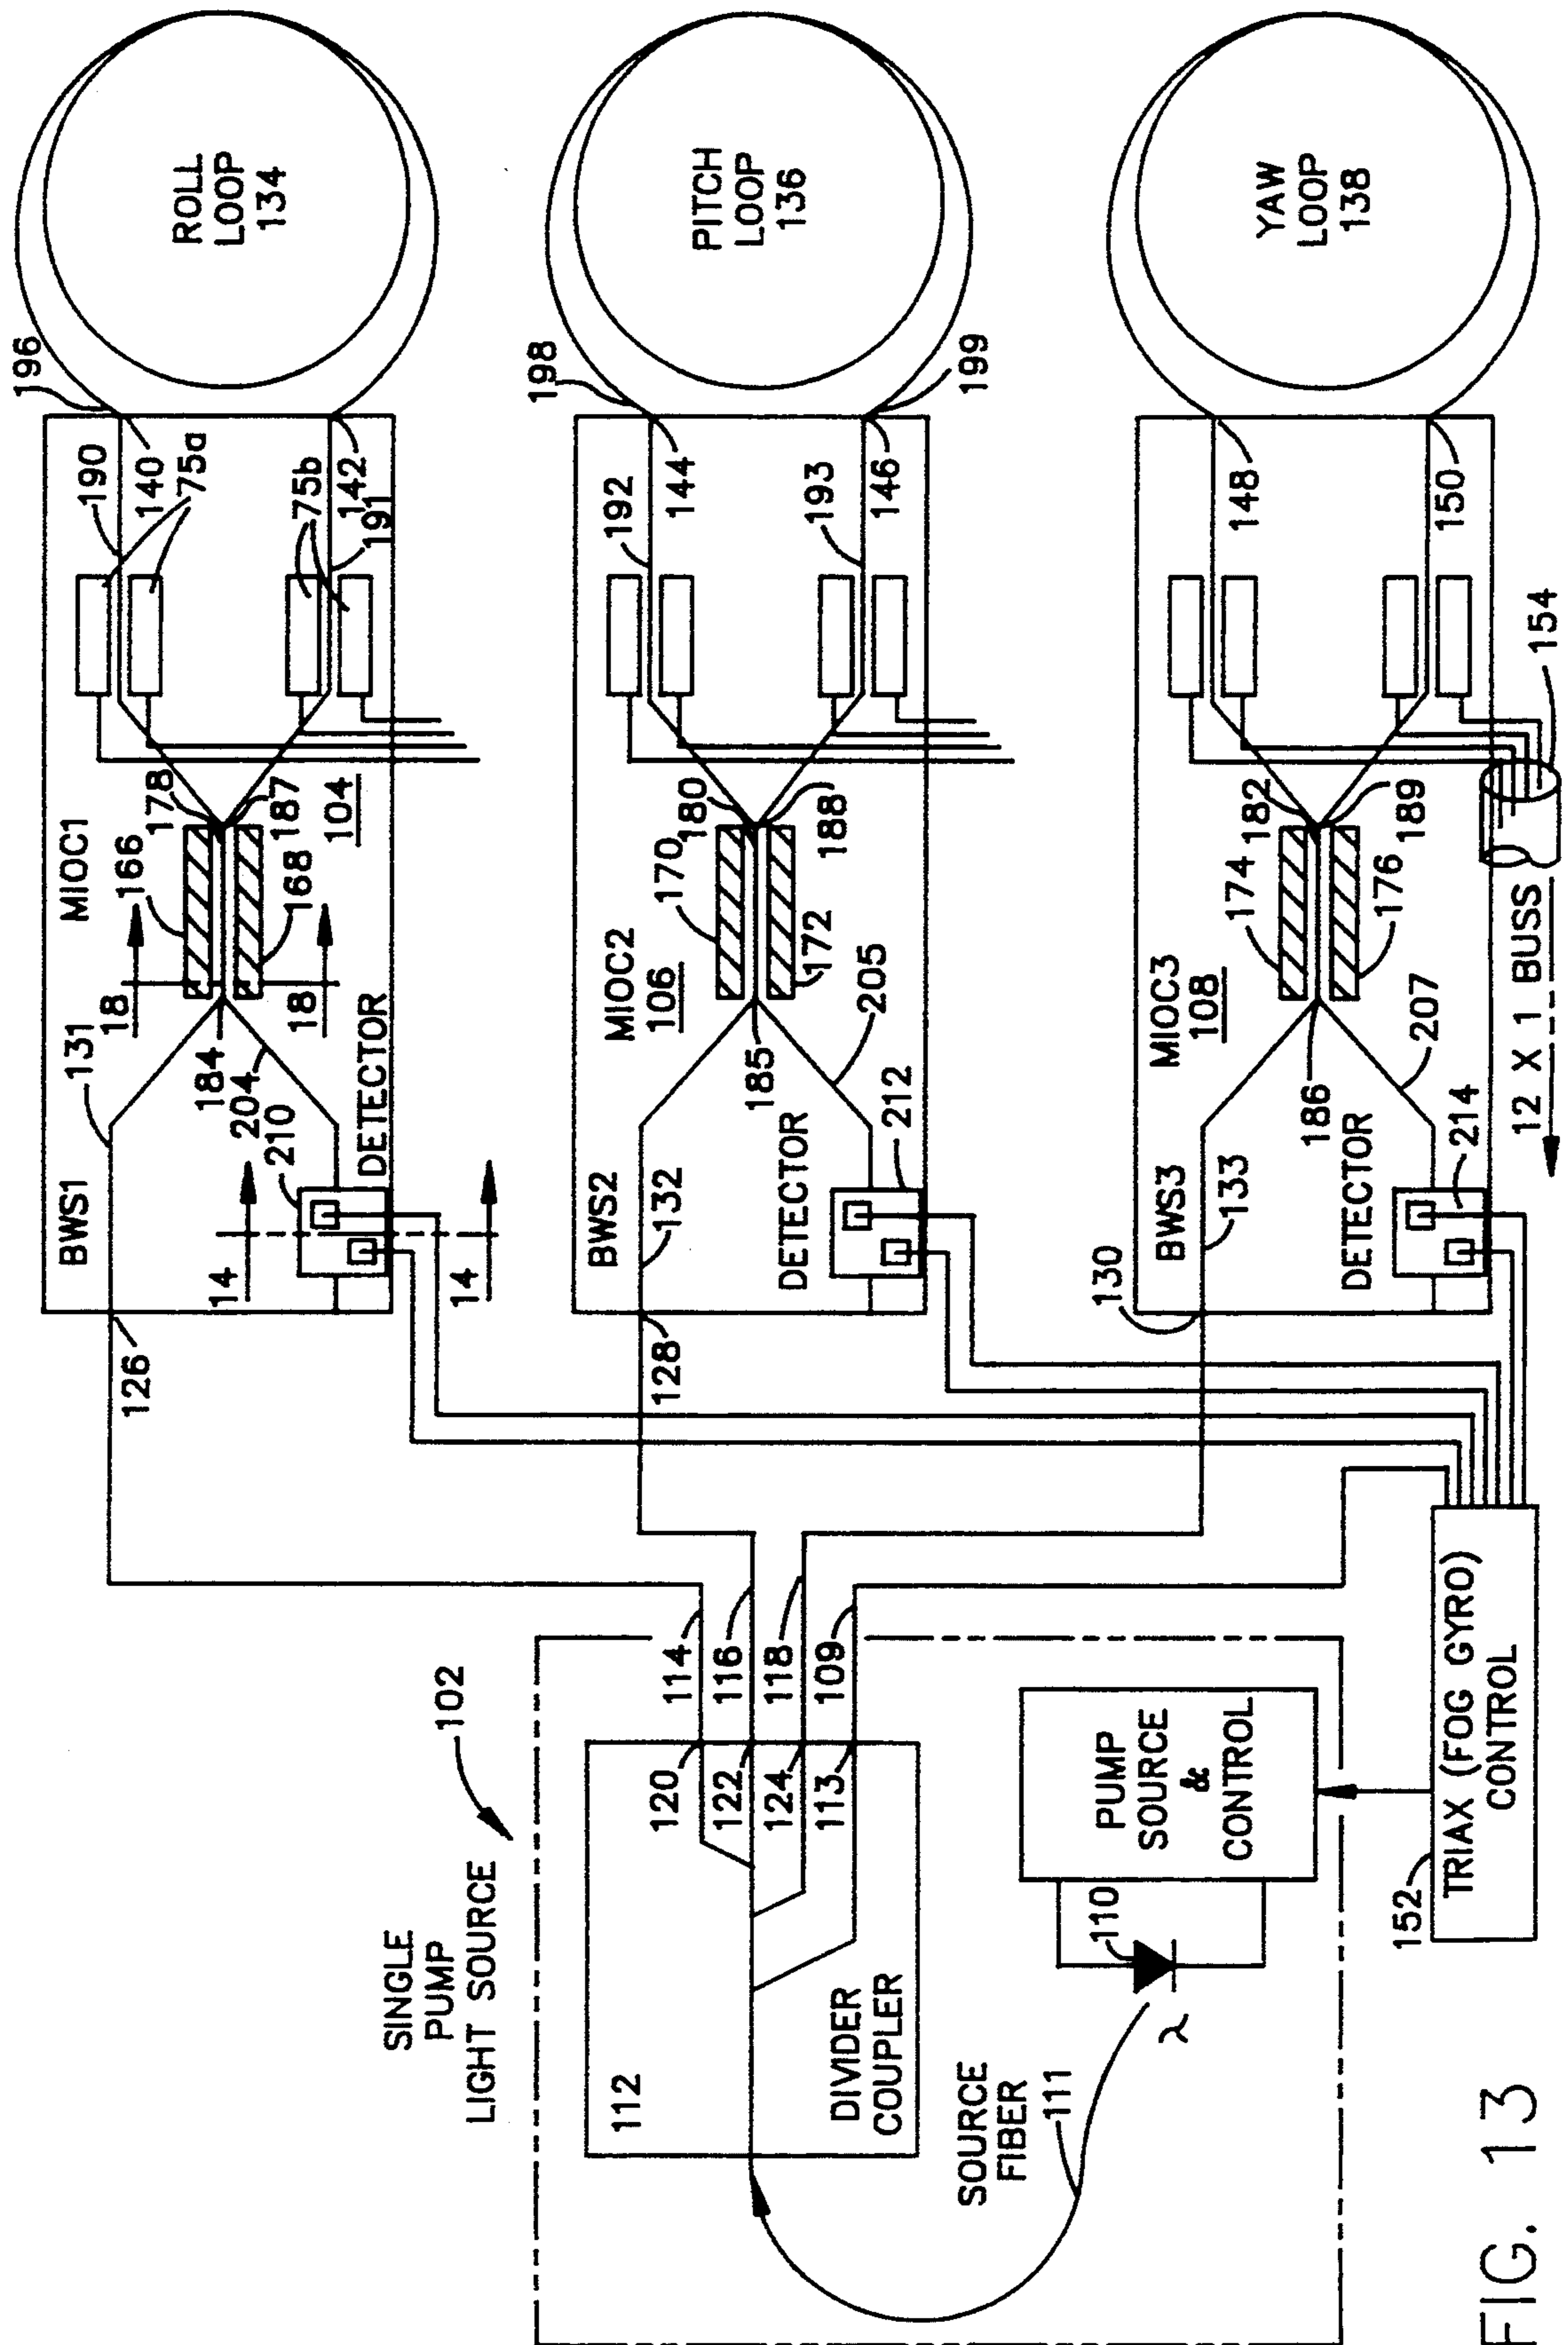 SINGLE
PUMP
LIGHT SOURCE
102
112
DIVIDER
COUPLER
120
122
124
113
114
116
118
109
SOURCE
FIBER
111
110
λ
PUMP
SOURCE
&
CONTROL
152
TRIAX (FOG GYRO)
CONTROL
126
BWS1
131
14
14
210
DETECTOR
204
184
18
18
MIOC1
166
168
178
187
104
190
140
75a
75b
142
191
196
ROLL
LOOP
134
128
BWS2
132
DETECTOR
212
205
185
MIOC2
106
170
172
180
188
192
144
193
146
198
199
PITCH
LOOP
136
130
BWS3
133
DETECTOR
214
207
186
MIOC3
108
174
176
182
189
148
150
YAW
LOOP
138
154
12 X 1 BUSS
FIG. 13